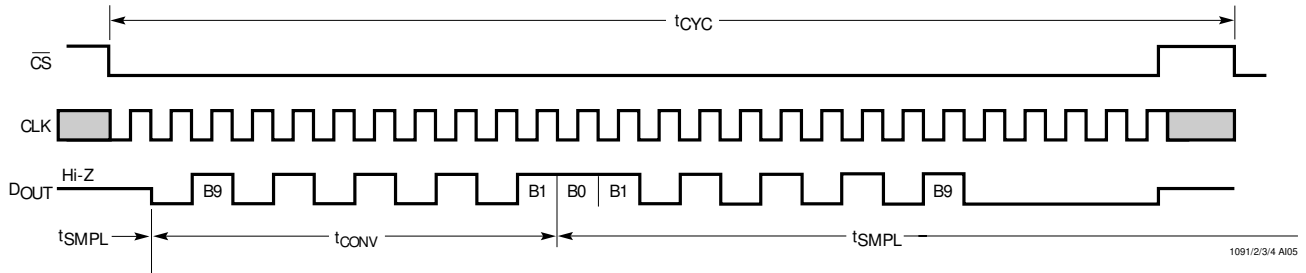 tCYC
CS
CLK
Hi-Z
DOUT
B9
B1
B0
B1
B9
tSMPL
tCONV
tSMPL
1091/2/3/4 AI05